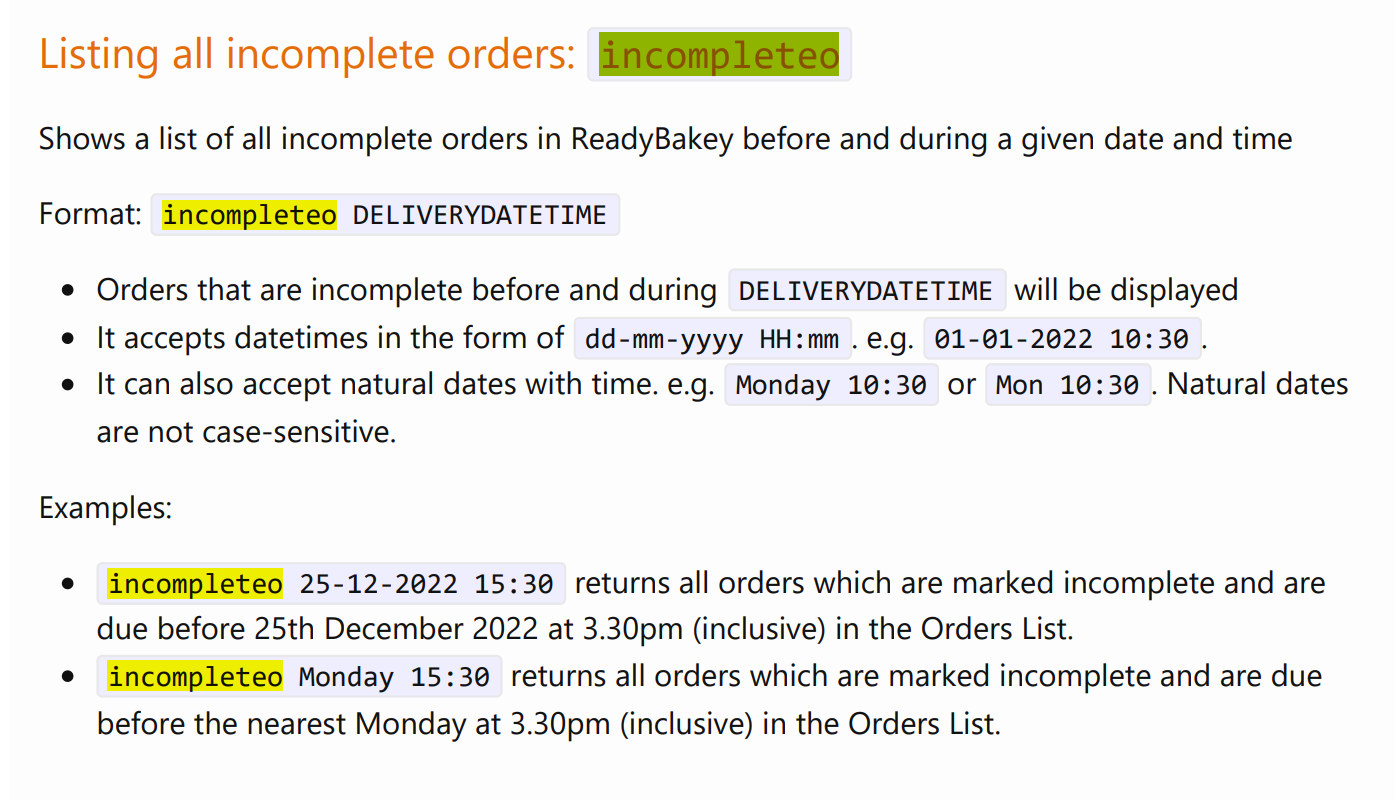 Listing all incomplete orders: incompleteo
Shows a list of all incomplete orders in ReadyBakey before and during a given date and time
Format: incompleteo DELIVERYDATETIME
• Orders that are incomplete before and during DELIVERYDATETIME will be displayed
• It accepts datetimes in the form of dd-mm-yyyy HH:mm. e.g. 01-01-2022 10:30.
• It can also accept natural dates with time. e.g. Monday 10:30 or Mon 10:30. Natural dates
are not case-sensitive.
Examples:
• incompleteo 25-12-2022 15:30 returns all orders which are marked incomplete and are
due before 25th December 2022 at 3.30pm (inclusive) in the Orders List.
• incompleteo Monday 15:30 returns all orders which are marked incomplete and are due
before the nearest Monday at 3.30pm (inclusive) in the Orders List.